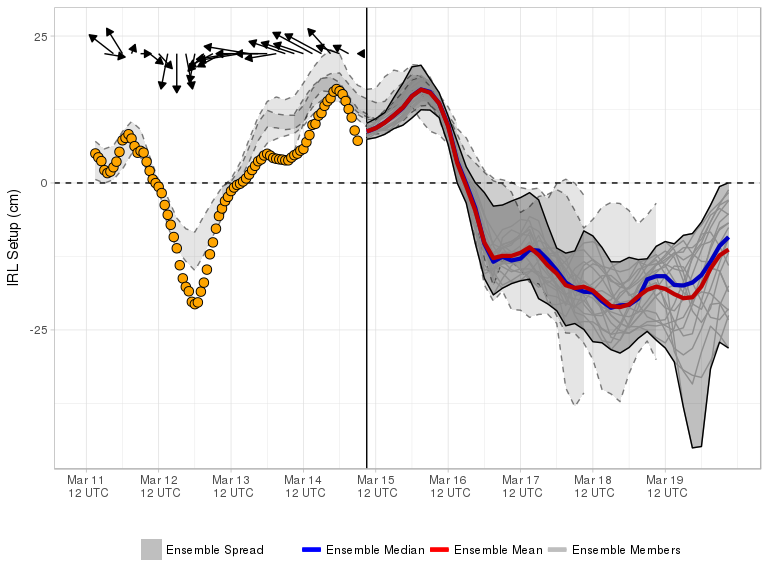 25
0
-25
IRL Setup (cm)
Mar 11 Mar 12 Mar 13 Mar 14 Mar 15 Mar 16 Mar 17 Mar 18 Mar 19
12 UTC 12 UTC 12 UTC 12 UTC 12 UTC 12 UTC 12 UTC 12 UTC 12 UTC
Ensemble Spread Ensemble Median Ensemble Mean Ensemble Members